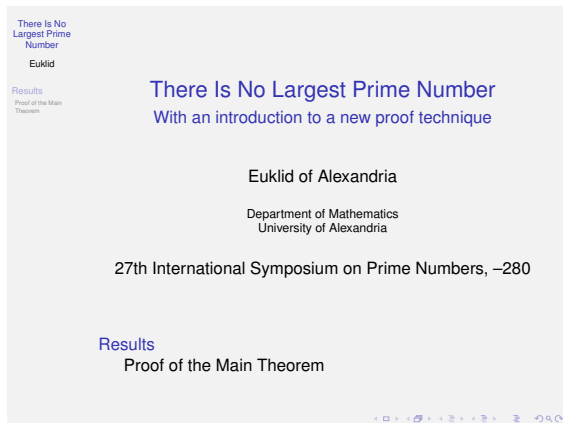 There Is No
Largest Prime
Number
Euklid
Results
Proof of the Main
Theorem
There Is No Largest Prime Number
With an introduction to a new proof technique
Euklid of Alexandria
Department of Mathematics
University of Alexandria
27th International Symposium on Prime Numbers, –280
Results
Proof of the Main Theorem